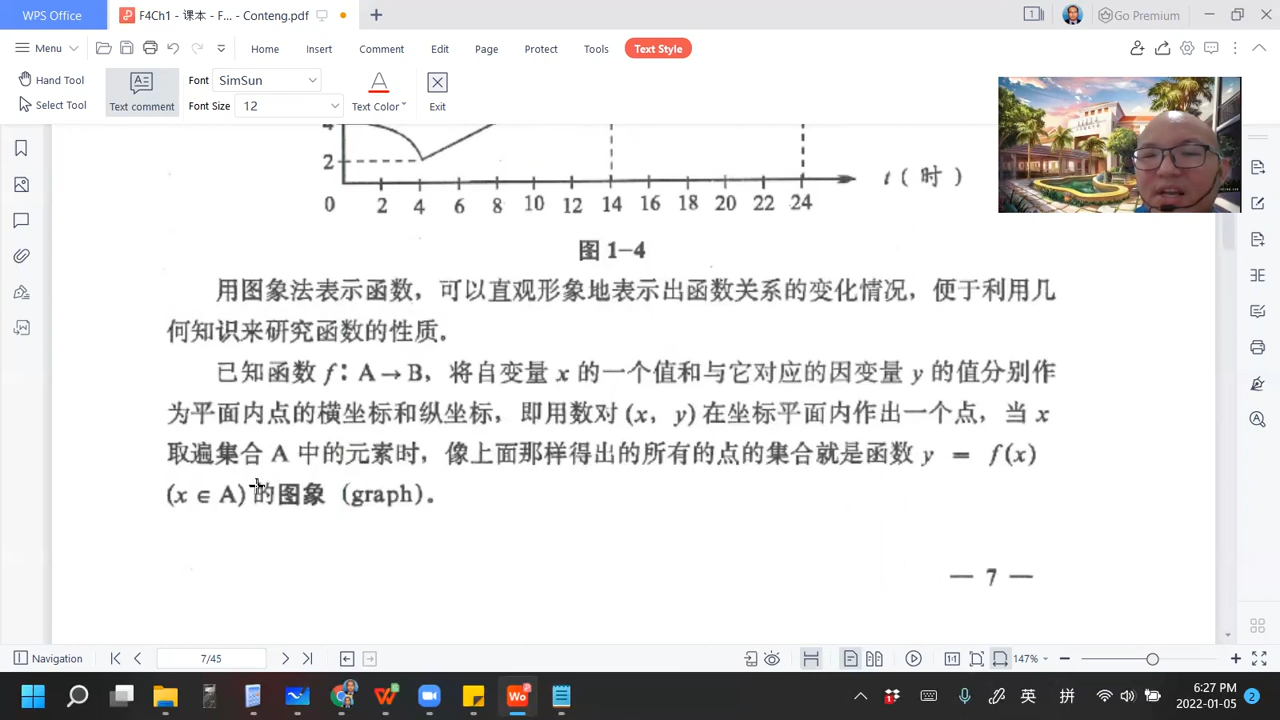 WPS Office
F4Ch1 - 课本 - F... - Conteng.pdf
1
Go Premium
Menu
Home
Insert
Comment
Edit
Page
Protect
Tools
Text Style
Hand Tool
Select Tool
Text comment
Font SimSun
Font Size 12
Text Color
Exit
4
2
0 2 4 6 8 10 12 14 16 18 20 22 24
t ( 时 )
图 1-4
用图象法表示函数，可以直观形象地表示出函数关系的变化情况，便于利用几
何知识来研究函数的性质．
已知函数 f：A → B，将自变量 x 的一个值和与它对应的因变量 y 的值分别作
为平面内点的横坐标和纵坐标，即用数对 (x，y) 在坐标平面内作出一个点，当 x
取遍集合 A 中的元素时，像上面那样得出的所有的点的集合就是函数 y = f(x)
(x ∈ A) 的图象（graph）．
— 7 —
Navigation
7/45
1:1
147%
Wo
英
拼
6:27 PM
2022-01-05
2